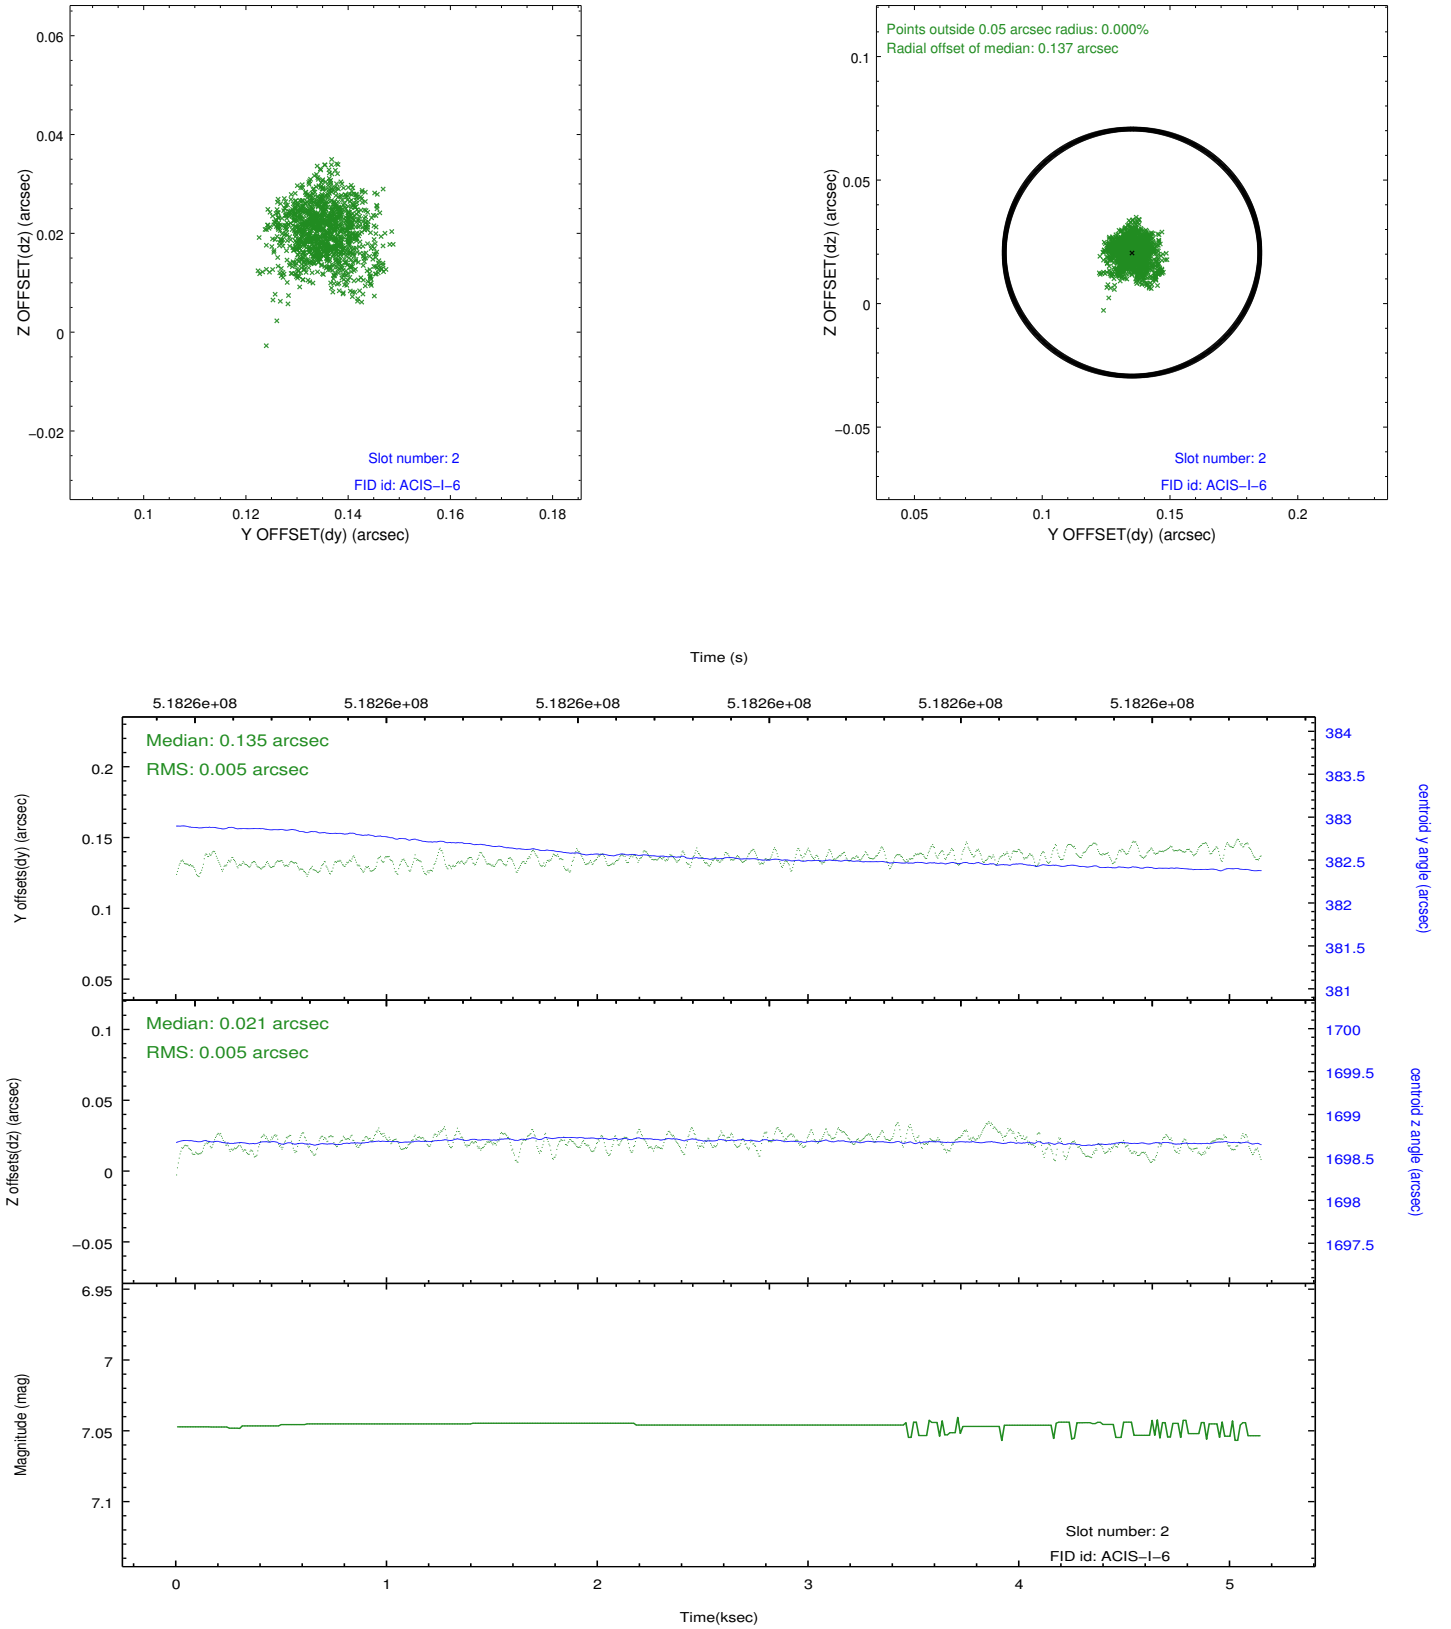 0.06
0.04
0.02
0
−0.02
Z OFFSET(dz) (arcsec)
Slot number: 2
FID id: ACIS−I−6
0.1 0.12 0.14 0.16 0.18
Y OFFSET(dy) (arcsec)
Points outside 0.05 arcsec radius: 0.000%
Radial offset of median: 0.137 arcsec
0.1
0.05
0
−0.05
Z OFFSET(dz) (arcsec)
Slot number: 2
FID id: ACIS−I−6
0.05 0.1 0.15 0.2
Y OFFSET(dy) (arcsec)
Time (s)
5.1826e+08 5.1826e+08 5.1826e+08 5.1826e+08 5.1826e+08 5.1826e+08
Median: 0.135 arcsec
RMS: 0.005 arcsec
0.2
0.15
0.1
0.05
Y offsets(dy) (arcsec)
384
383.5
383
382.5
382
381.5
381
centroid y angle (arcsec)
Median: 0.021 arcsec
RMS: 0.005 arcsec
0.1
0.05
0
−0.05
Z offsets(dz) (arcsec)
1700
1699.5
1699
1698.5
1698
1697.5
centroid z angle (arcsec)
6.95
7
7.05
7.1
Magnitude (mag)
Slot number: 2
FID id: ACIS−I−6
0 1 2 3 4 5
Time(ksec)